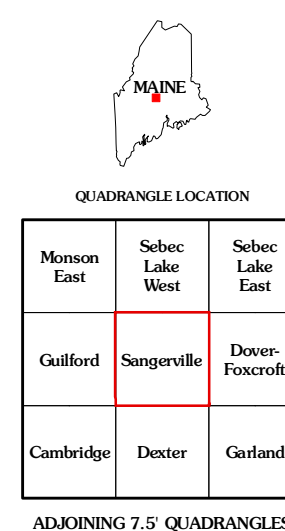 MAINE
QUADRANGLE LOCATION
Monson
East
Sebec
Lake
West
Sebec
Lake
East
Guilford
Sangerville
Dover-
Foxcroft
Cambridge
Dexter
Garland
ADJOINING 7.5' QUADRANGLES